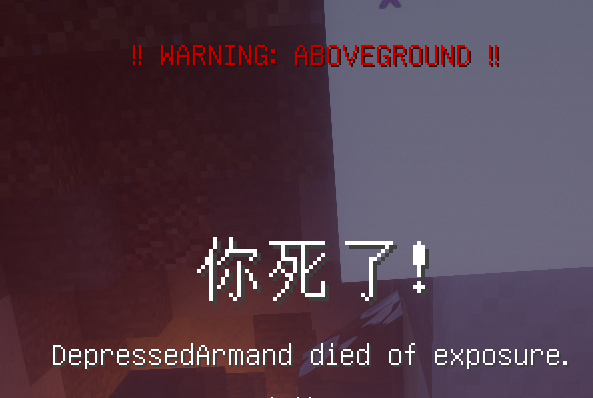 ‼ WARNING: ABOVEGROUND ‼
你死了!
DepressedArmand died of exposure.